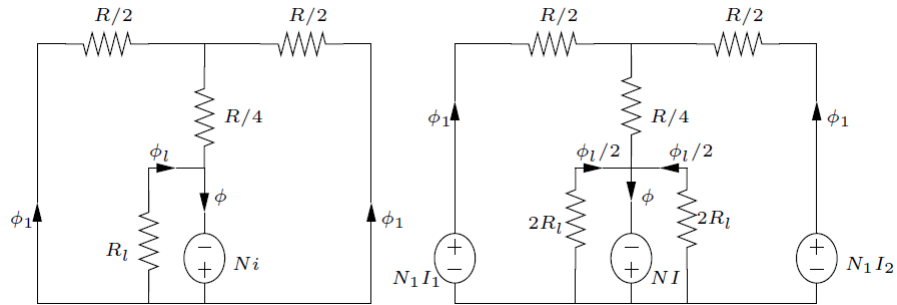 R/2 R/2 R/2 R/2
R/4 R/4
ϕ₁ ϕ₁
ϕₗ ϕₗ/2 ϕₗ/2
ϕ ϕ
ϕ₁ ϕ₁
2Rₗ 2Rₗ
Rₗ
Ni N₁I₁ NI N₁I₂